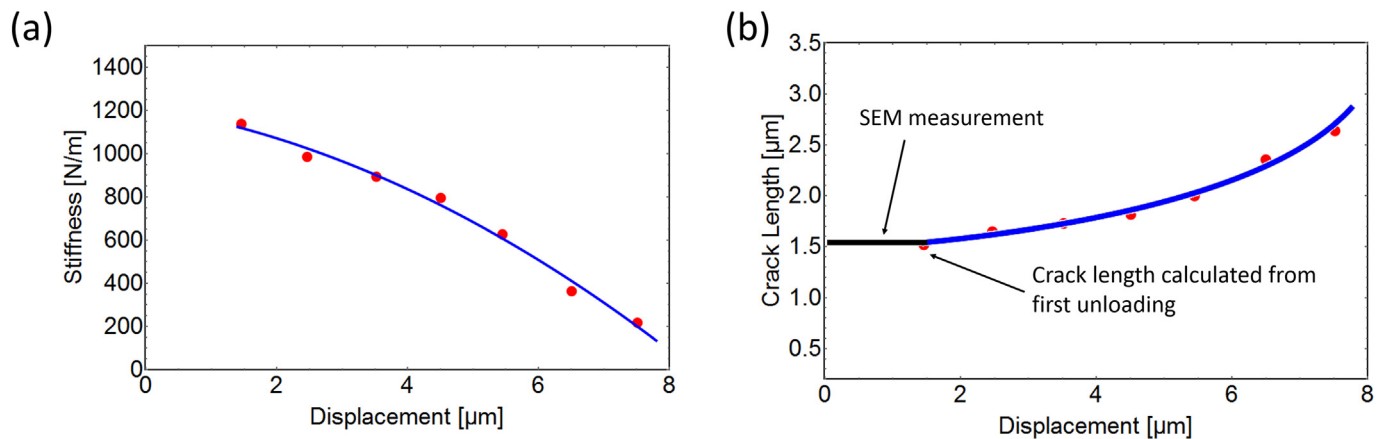 (a)
1400
1200
1000
800
600
400
200
0
Stiffness [N/m]
0 2 4 6 8
Displacement [µm]
(b)
3.5
3.0
2.5
2.0
1.5
1.0
0.5
Crack Length [µm]
SEM measurement
Crack length calculated from
first unloading
0 2 4 6 8
Displacement [µm]